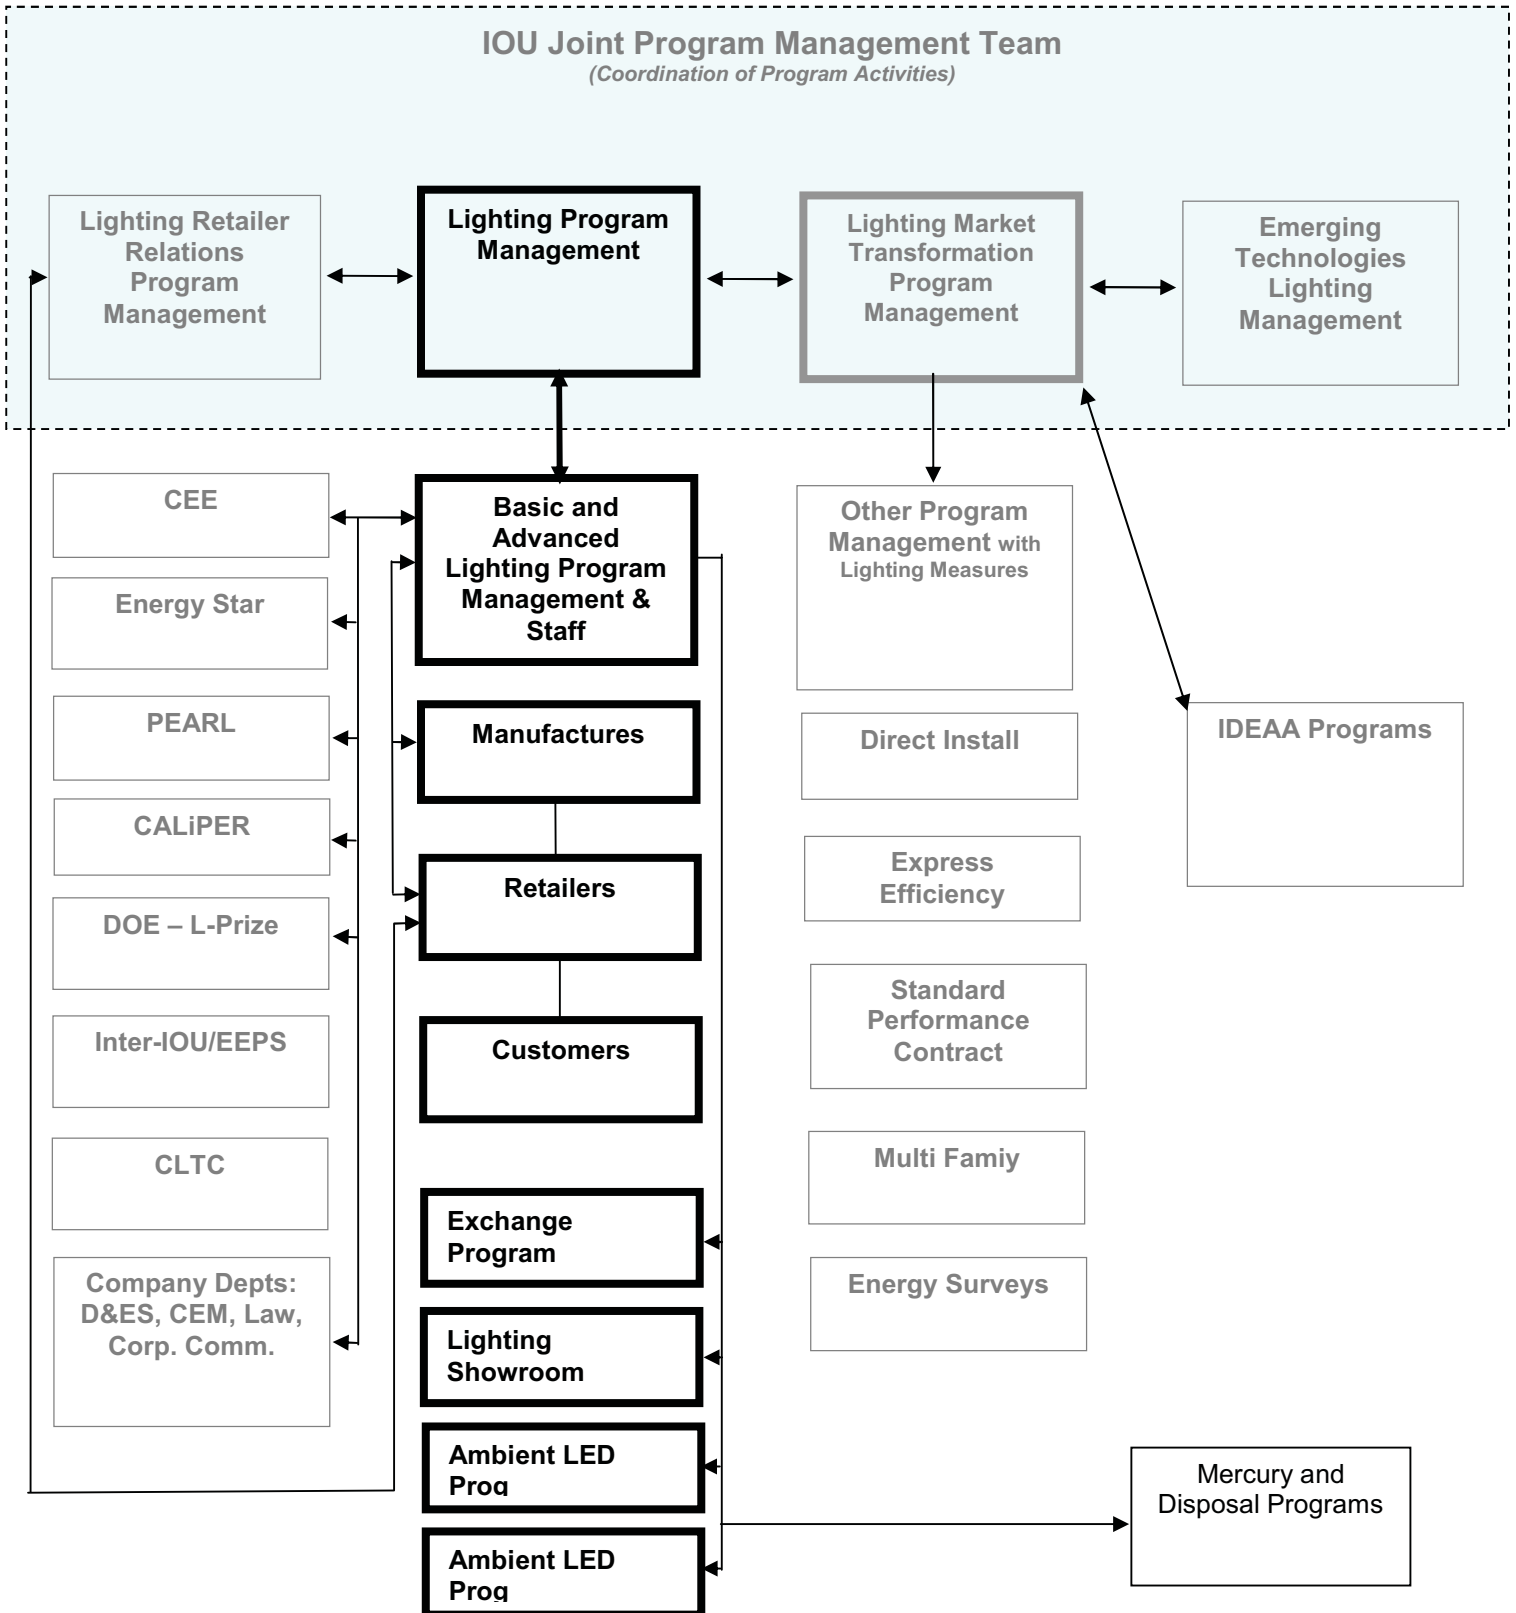 IOU Joint Program Management Team
(Coordination of Program Activities)
Lighting Retailer
Relations
Program
Management
Lighting Program
Management
Lighting Market
Transformation
Program
Management
Emerging
Technologies
Lighting
Management
CEE
Energy Star
PEARL
CALiPER
DOE – L-Prize
Inter-IOU/EEPS
CLTC
Company Depts:
D&ES, CEM, Law,
Corp. Comm.
Basic and
Advanced
Lighting Program
Management &
Staff
Manufactures
Retailers
Customers
Exchange
Program
Lighting
Showroom
Ambient LED
Prog
Ambient LED
Prog
Other Program
Management with
Lighting Measures
Direct Install
Express
Efficiency
Standard
Performance
Contract
Multi Famiy
Energy Surveys
IDEAA Programs
Mercury and
Disposal Programs